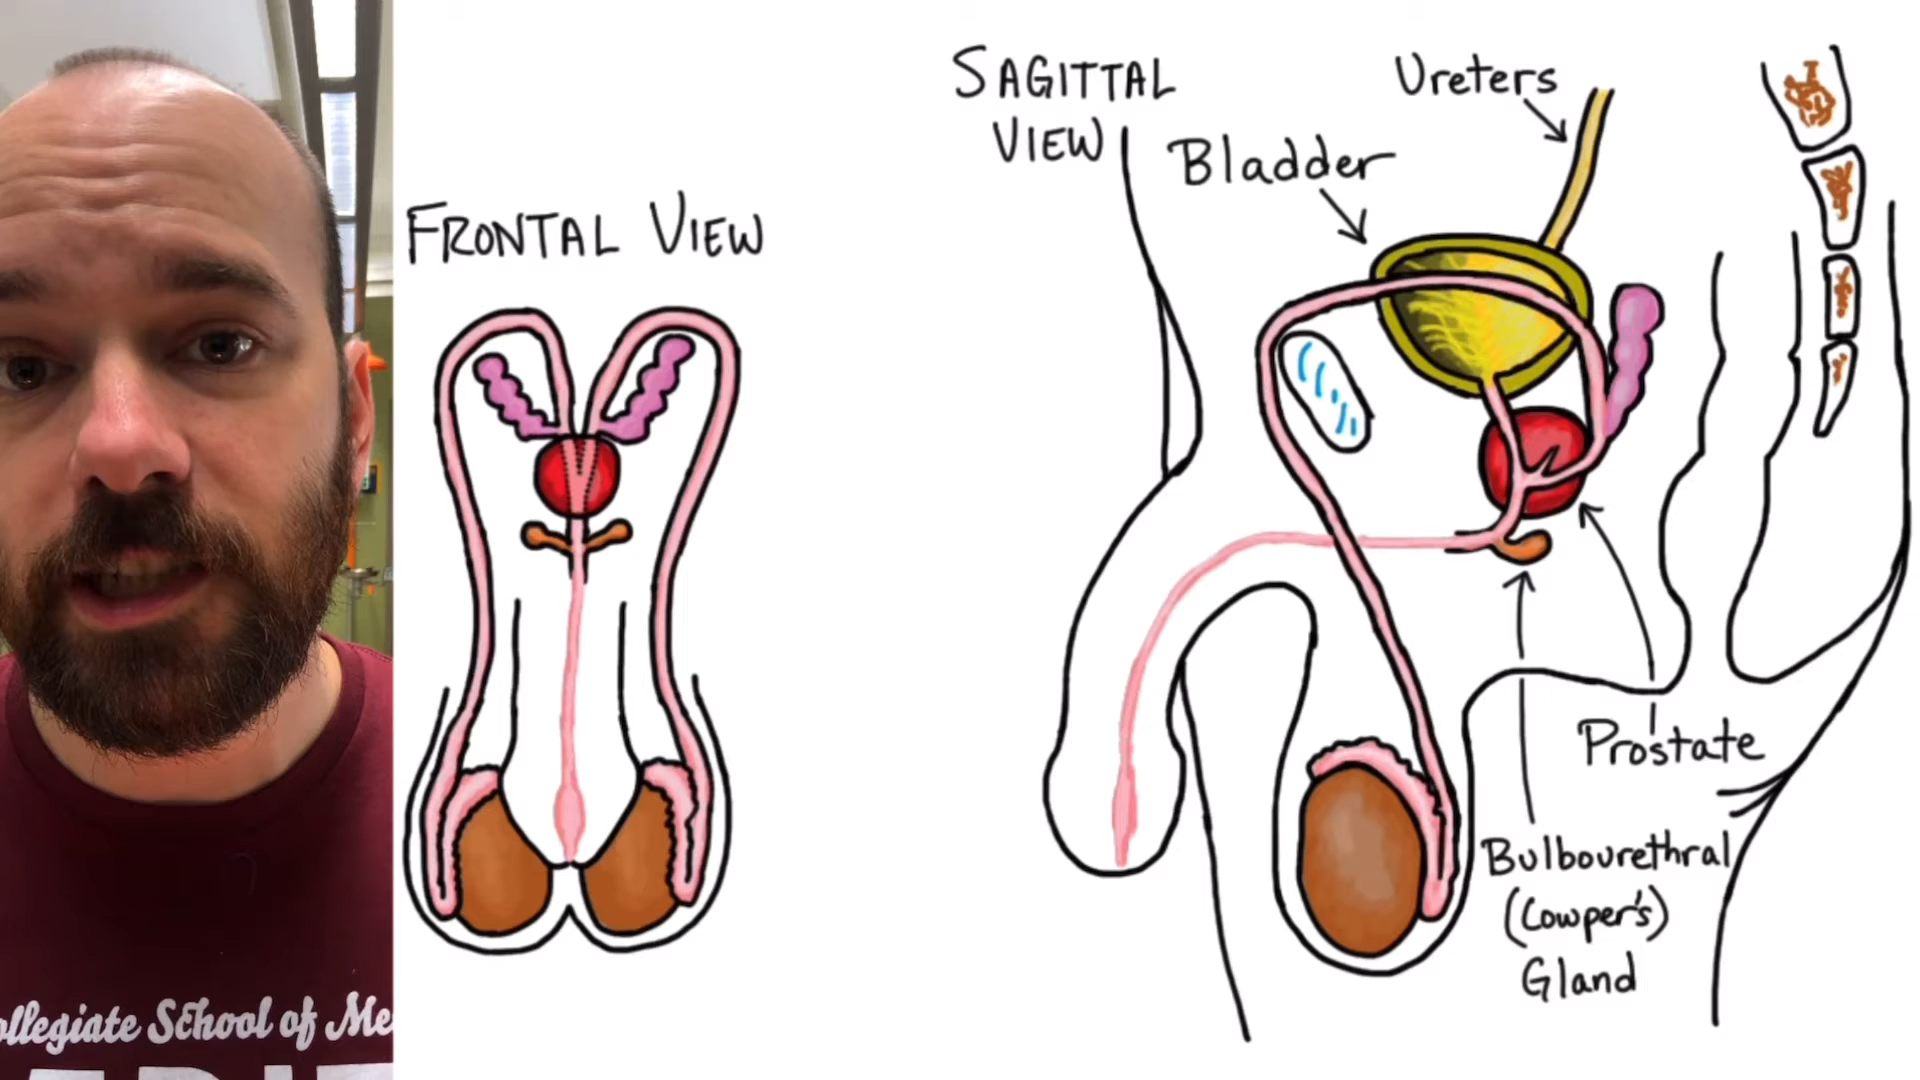 FRONTAL VIEW
SAGITTAL
VIEW
Ureters
Bladder
Prostate
Bulbourethral
(Cowper's)
Gland
ollegiate School of Me